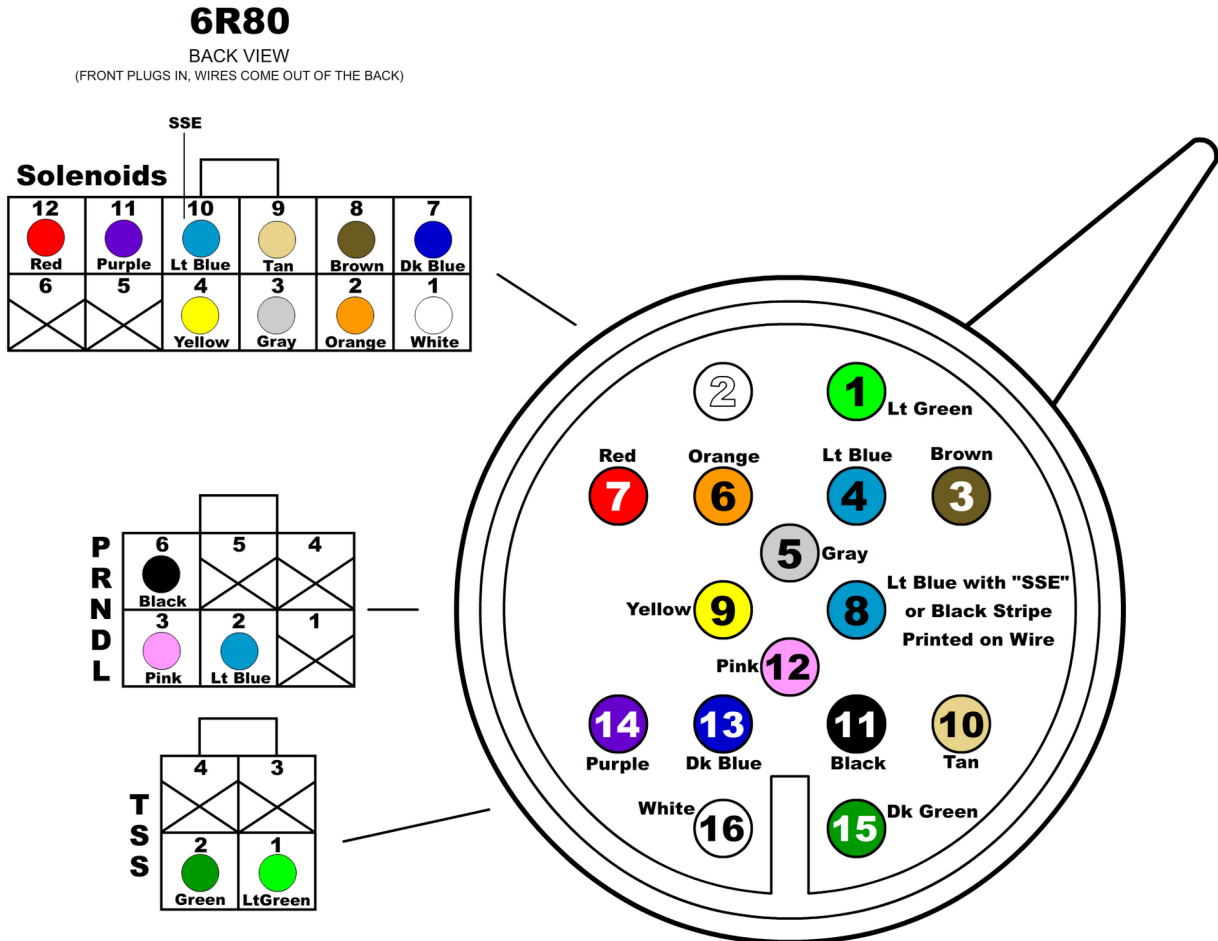 6R80
BACK VIEW
(FRONT PLUGS IN, WIRES COME OUT OF THE BACK)
SSE
Solenoids
12 11 10 9 8 7
Red Purple Lt Blue Tan Brown Dk Blue
6 5 4 3 2 1
Yellow Gray Orange White
PRNDL
6 5 4
Black
3 2 1
Pink Lt Blue
TSS
4 3
2 1
Green LtGreen
2 1
Lt Green
Red Orange Lt Blue Brown
7 6 4 3
5 Gray
Yellow 9 8 Lt Blue with "SSE"
or Black Stripe
Printed on Wire
Pink 12
14 13 11 10
Purple Dk Blue Black Tan
White 16 15 Dk Green